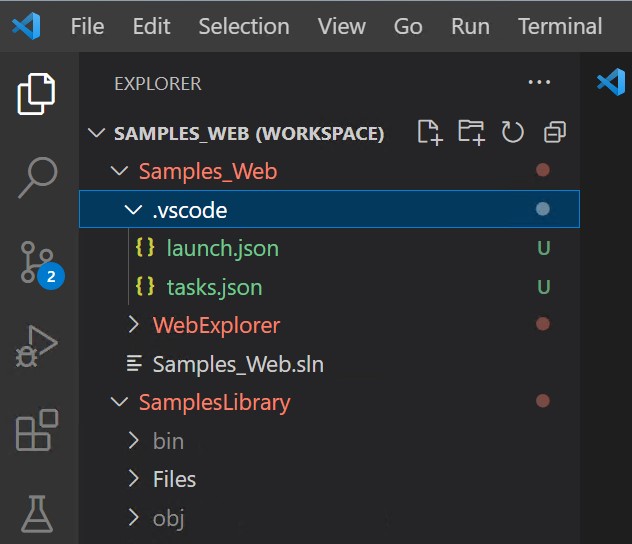 File Edit Selection View Go Run Terminal
EXPLORER ...
SAMPLES_WEB (WORKSPACE)
Samples_Web
.vscode
{} launch.json U
2
{} tasks.json U
WebExplorer
Samples_Web.sln
SamplesLibrary
bin
Files
obj